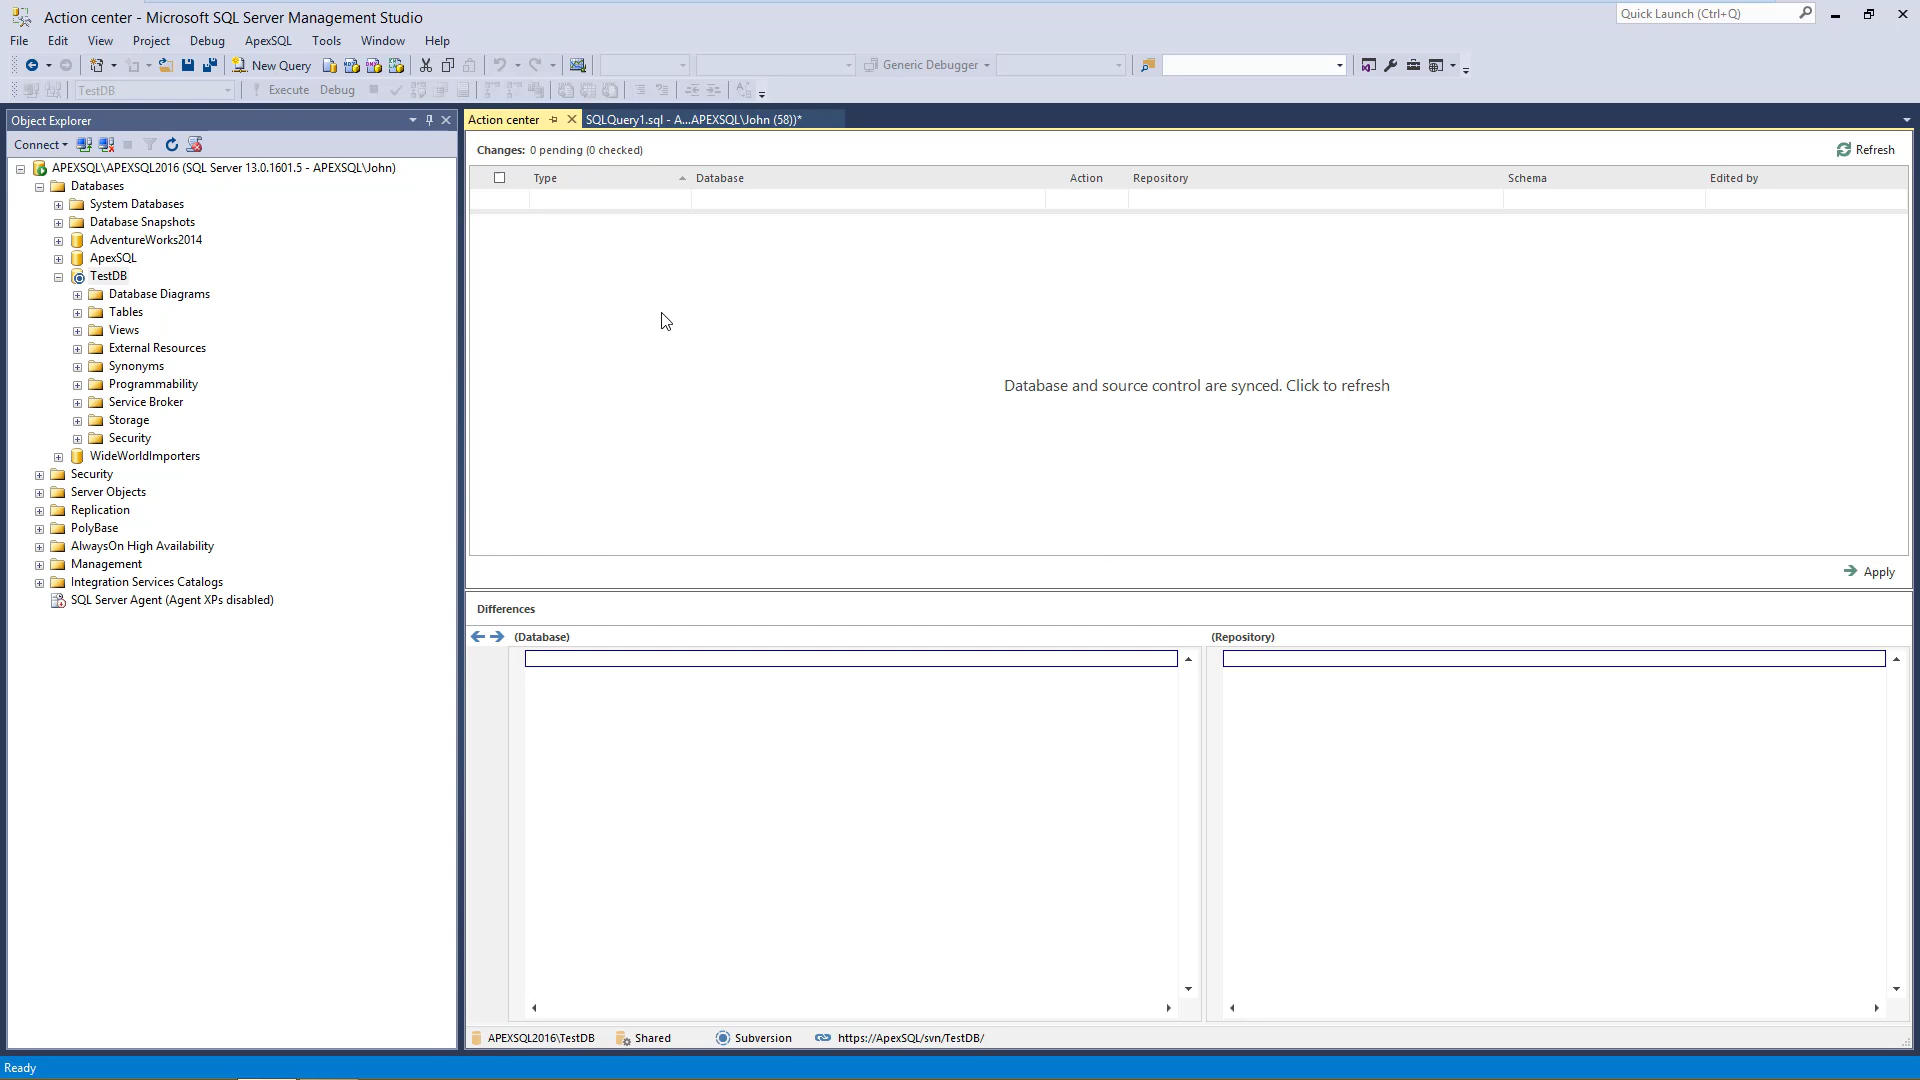 Action center - Microsoft SQL Server Management Studio
Quick Launch (Ctrl+Q)
File Edit View Project Debug ApexSQL Tools Window Help
New Query
Generic Debugger
TestDB
Execute Debug
Object Explorer
Action center
SQLQuery1.sql - A...APEXSQL\John (58))*
Connect
Changes: 0 pending (0 checked)
Refresh
Type Database Action Repository Schema Edited by
APEXSQL\APEXSQL2016 (SQL Server 13.0.1601.5 - APEXSQL\John)
Databases
System Databases
Database Snapshots
AdventureWorks2014
ApexSQL
TestDB
Database Diagrams
Tables
Views
External Resources
Synonyms
Programmability
Service Broker
Storage
Security
WideWorldImporters
Security
Server Objects
Replication
PolyBase
AlwaysOn High Availability
Management
Integration Services Catalogs
SQL Server Agent (Agent XPs disabled)
Database and source control are synced. Click to refresh
Apply
Differences
(Database)
(Repository)
APEXSQL2016\TestDB
Shared
Subversion
https://ApexSQL/svn/TestDB/
Ready